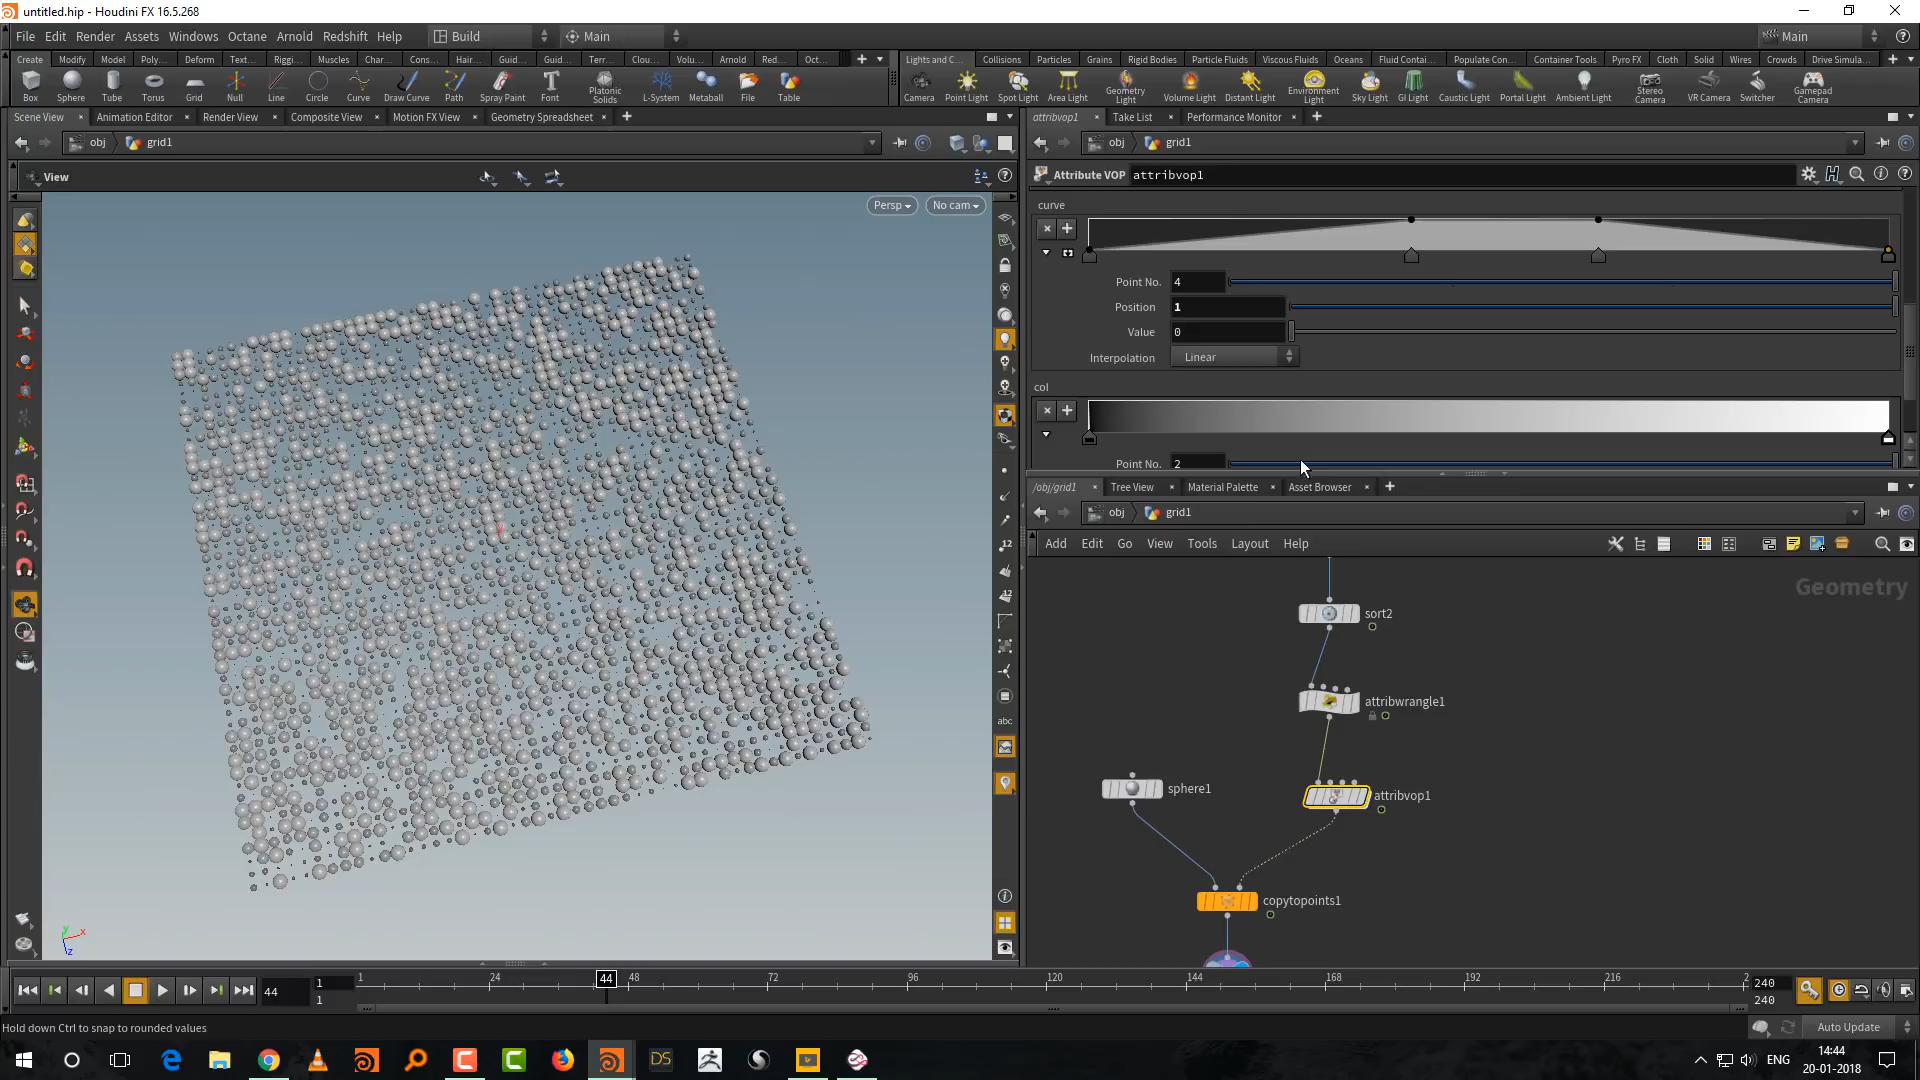 untitled.hip - Houdini FX 16.5.268
File Edit Render Assets Windows Octane Arnold Redshift Help Build Main Main
Create Modify Model Poly... Deform Text... Riggi... Muscles Char... Cons... Hair... Guid... Guid... Terr... Clou... Volu... Arnold Red... Oct...
Lights and C... Collisions Particles Grains Rigid Bodies Particle Fluids Viscous Fluids Oceans Fluid Contai... Populate Con... Container Tools Pyro FX Cloth Solid Wires Crowds Drive Simula...
Box Sphere Tube Torus Grid Null Line Circle Curve Draw Curve Path Spray Paint Font Platonic Solids L-System Metaball File Table
Camera Point Light Spot Light Area Light Geometry Light Volume Light Distant Light Environment Light Sky Light GI Light Caustic Light Portal Light Ambient Light Stereo Camera VR Camera Switcher Gamepad Camera
Scene View Animation Editor Render View Composite View Motion FX View Geometry Spreadsheet
attribvop1 Take List Performance Monitor
obj grid1
obj grid1
View
Attribute VOP attribvop1
Persp No cam
curve
Point No. 4
Position 1
Value 0
Interpolation Linear
col
Point No. 2
/obj/grid1 Tree View Material Palette Asset Browser
obj grid1
Add Edit Go View Tools Layout Help
Geometry
sort2
attribwrangle1
sphere1
attribvop1
copytopoints1
12
12
abc
y x z
44 1 1
1 24 44 48 72 96 120 144 168 192 216 2
240
240
Hold down Ctrl to snap to rounded values
Auto Update
DS
ENG
14:44
20-01-2018